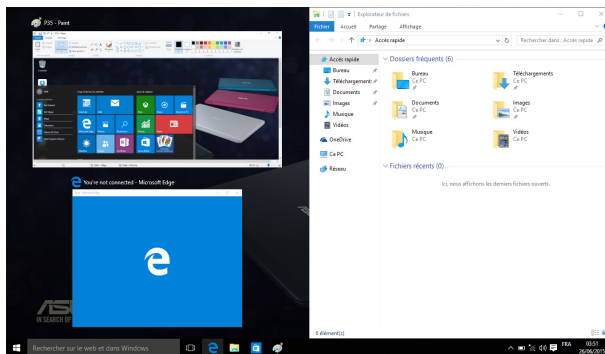 P35 - Paint
You're not connected - Microsoft Edge
IN SEARCH OF
Explorateur de fichiers
Fichier Accueil Partage Affichage
Accès rapide
Rechercher dans : Accès rapide
Accès rapide
Bureau
Téléchargements
Documents
Images
Musique
Vidéos
OneDrive
Ce PC
Réseau
Dossiers fréquents (6)
Bureau
Ce PC
Téléchargements
Ce PC
Documents
Ce PC
Images
Ce PC
Musique
Ce PC
Vidéos
Ce PC
Fichiers récents (0)
Ici, nous affichons les derniers fichiers ouverts.
0 élément(s)
Rechercher sur le web et dans Windows
FRA
03:51
26/06/2015